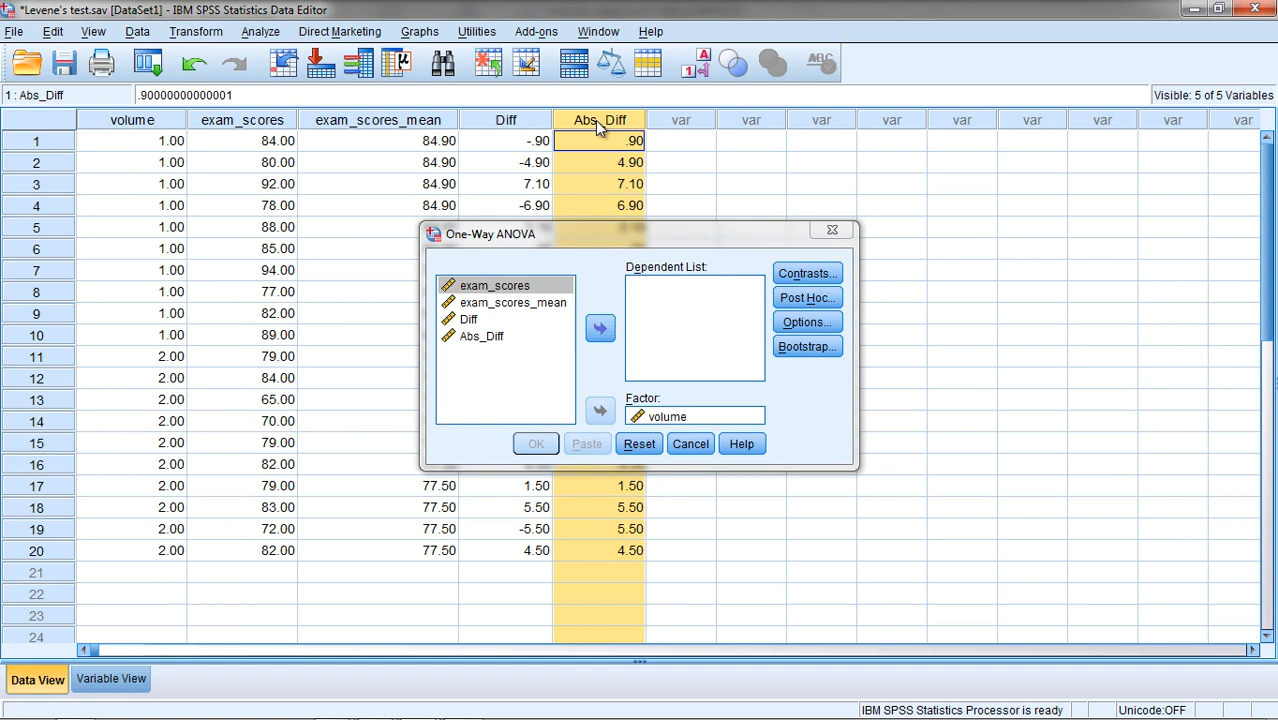 *Levene's test.sav [DataSet1] - IBM SPSS Statistics Data Editor
File Edit View Data Transform Analyze Direct Marketing Graphs Utilities Add-ons Window Help
1 : Abs_Diff .90000000000001 Visible: 5 of 5 Variables
volume exam_scores exam_scores_mean Diff Abs_Diff var var var var var
1 1.00 84.00 84.90 -.90 .90
2 1.00 80.00 84.90 -4.90 4.90
3 1.00 92.00 84.90 7.10 7.10
4 1.00 78.00 84.90 -6.90 6.90
5 1.00 88.00
6 1.00 85.00
7 1.00 94.00
8 1.00 77.00
9 1.00 82.00
10 1.00 89.00
11 2.00 79.00
12 2.00 84.00
13 2.00 65.00
14 2.00 70.00
15 2.00 79.00
16 2.00 82.00
17 2.00 79.00 77.50 1.50 1.50
18 2.00 83.00 77.50 5.50 5.50
19 2.00 72.00 77.50 -5.50 5.50
20 2.00 82.00 77.50 4.50 4.50
21
22
23
24
One-Way ANOVA
Dependent List:
exam_scores
exam_scores_mean
Diff
Abs_Diff
Contrasts...
Post Hoc...
Options...
Bootstrap...
Factor:
volume
OK Paste Reset Cancel Help
Data View Variable View
IBM SPSS Statistics Processor is ready Unicode:OFF